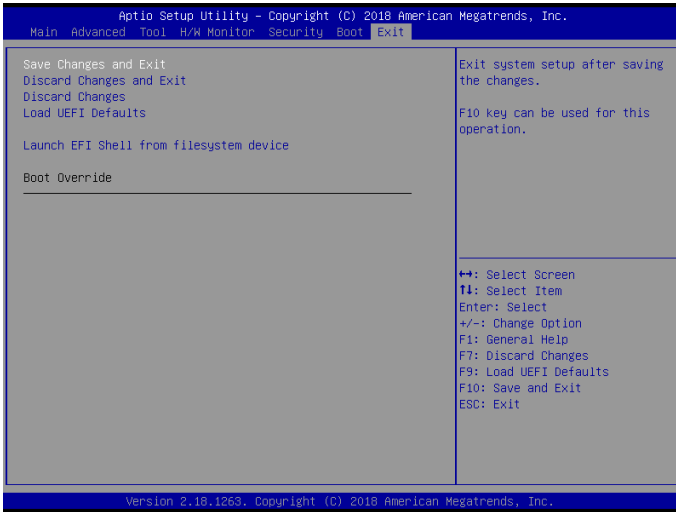 Aptio Setup Utility – Copyright (C) 2018 American Megatrends, Inc.
Main Advanced Tool H/W Monitor Security Boot Exit
Save Changes and Exit
Discard Changes and Exit
Discard Changes
Load UEFI Defaults
Launch EFI Shell from filesystem device
Boot Override
Exit system setup after saving
the changes.
F10 key can be used for this
operation.
↔: Select Screen
↑↓: Select Item
Enter: Select
+/-: Change Option
F1: General Help
F7: Discard Changes
F9: Load UEFI Defaults
F10: Save and Exit
ESC: Exit
Version 2.18.1263. Copyright (C) 2018 American Megatrends, Inc.